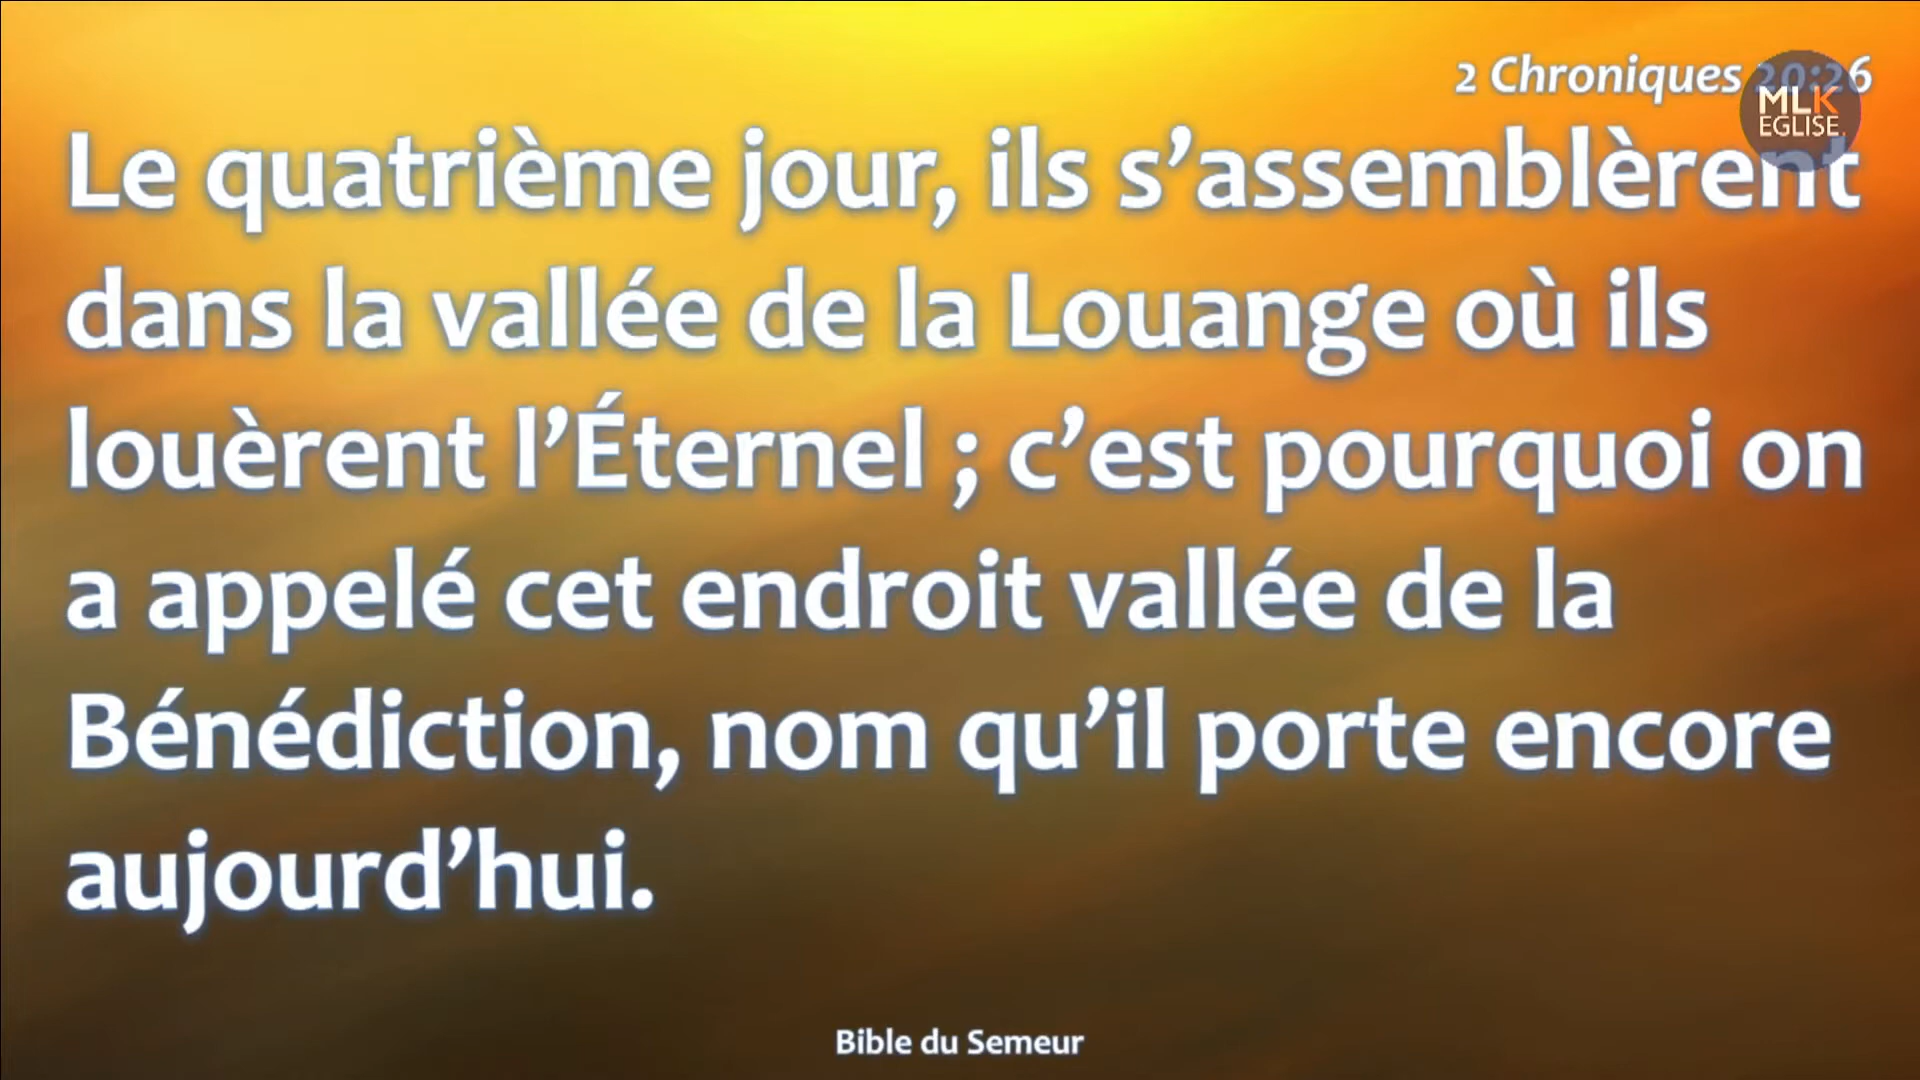 2 Chroniques 20:26
MLK
EGLISE.
Le quatrième jour, ils s’assemblèrent
dans la vallée de la Louange où ils
louèrent l’Éternel ; c’est pourquoi on
a appelé cet endroit vallée de la
Bénédiction, nom qu’il porte encore
aujourd’hui.
Bible du Semeur